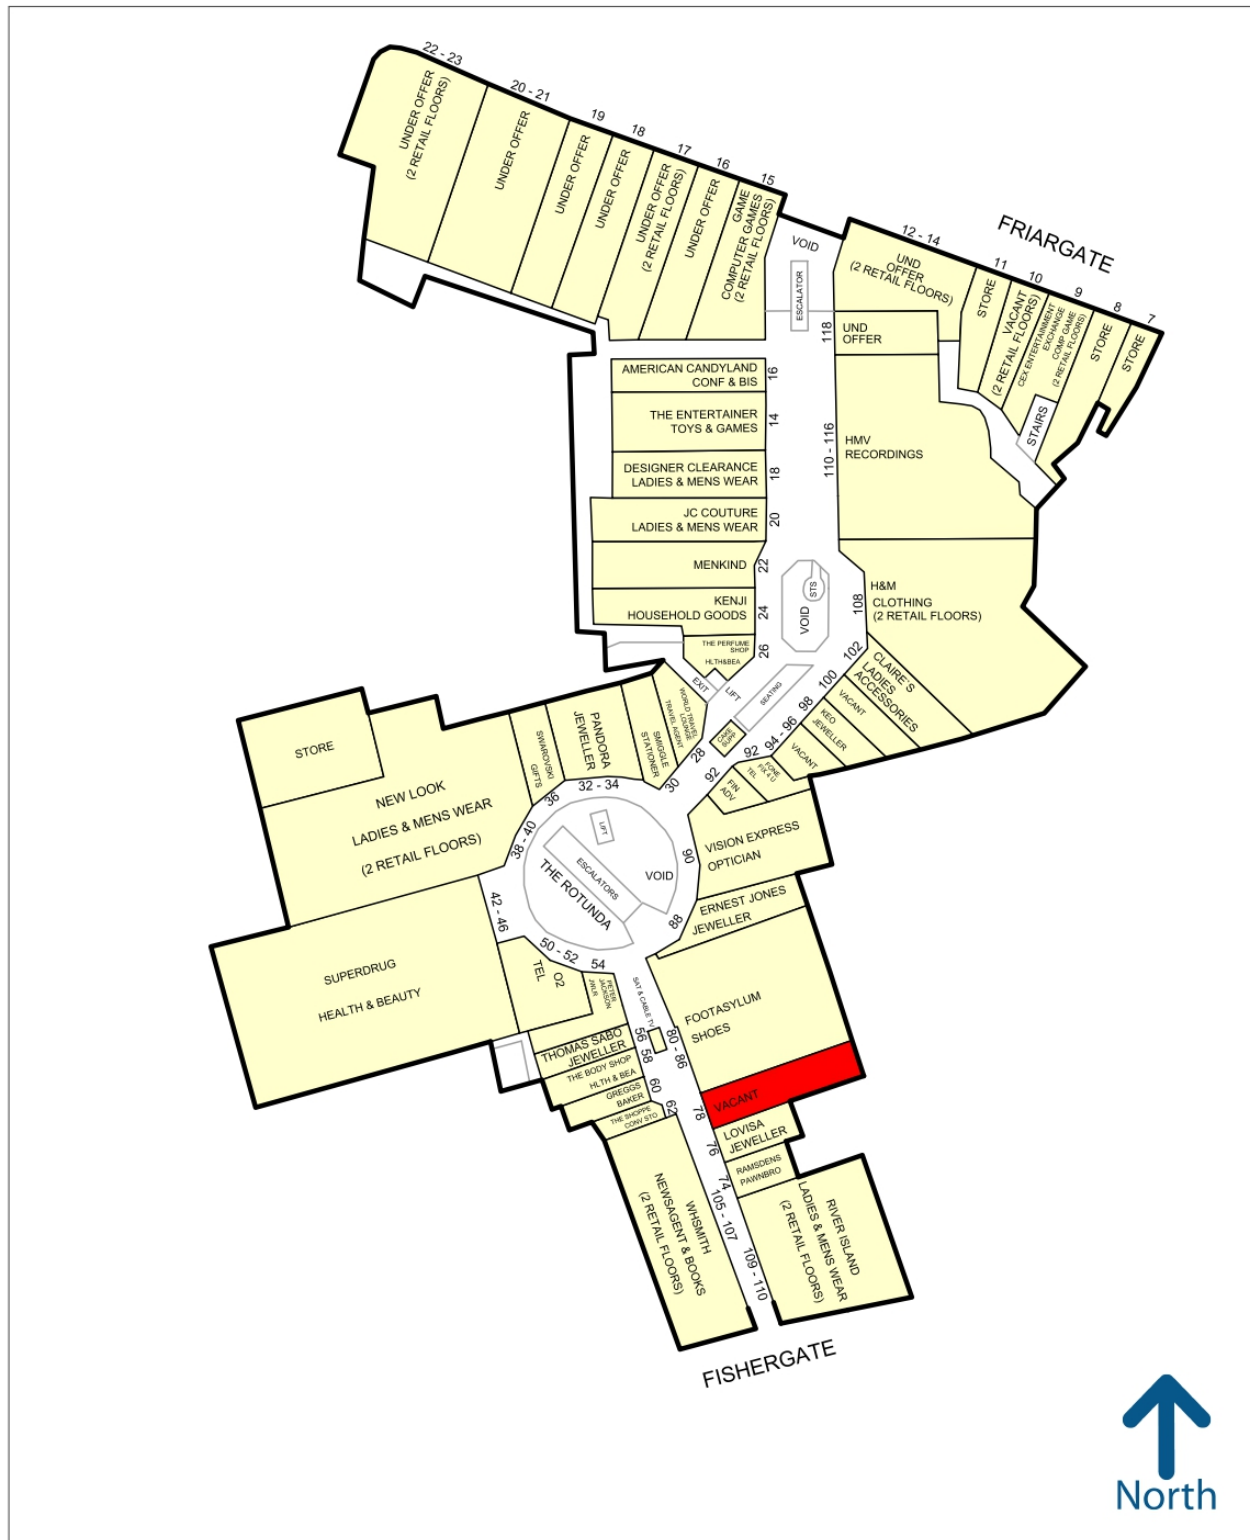 22 - 23
20 - 21
19
18
17
16
15
UNDER OFFER
(2 RETAIL FLOORS)
UNDER OFFER
UNDER OFFER
UNDER OFFER
UNDER OFFER
(2 RETAIL FLOORS)
UNDER OFFER
GAME
COMPUTER GAMES
(2 RETAIL FLOORS)
VOID
ESCALATOR
12 - 14
FRIARGATE
11
10
9
8
7
UND
OFFER
(2 RETAIL FLOORS)
STORE
VACANT
(2 RETAIL FLOORS)
CEX ENTERTAINMENT
EXCHANGE
COMP GAME
(2 RETAIL FLOORS)
STORE
STORE
STAIRS
118
UND
OFFER
AMERICAN CANDYLAND
CONF & BIS
16
THE ENTERTAINER
TOYS & GAMES
14
110 - 116
HMV
RECORDINGS
DESIGNER CLEARANCE
LADIES & MENS WEAR
18
JC COUTURE
LADIES & MENS WEAR
20
MENKIND
22
KENJI
HOUSEHOLD GOODS
24
STS
VOID
108
H&M
CLOTHING
(2 RETAIL FLOORS)
THE PERFUME
SHOP
HLTH&BEA
26
EXIT
LIFT
SEATING
102
CLAIRE'S
LADIES
ACCESSORIES
100
VACANT
98
KEO
JEWELLER
94 - 96
VACANT
92
FONE
FIX 4 U
TEL
92
FIN
ADV
CAKE
SUPP
28
WORLD TRAVEL
LOUNGE
TRAVEL AGENT
30
SMIGGLE
STATIONER
32 - 34
PANDORA
JEWELLER
36
SWAROVSKI
GIFTS
STORE
38 - 40
NEW LOOK
LADIES & MENS WEAR
(2 RETAIL FLOORS)
LIFT
ESCALATORS
THE ROTUNDA
VOID
90
VISION EXPRESS
OPTICIAN
88
ERNEST JONES
JEWELLER
42 - 46
SUPERDRUG
HEALTH & BEAUTY
50 - 52
O2
TEL
54
PETER
JACKSON
JWLR
SAT & CABLE TV
80 - 86
FOOTASYLUM
SHOES
56
THOMAS SABO
JEWELLER
58
THE BODY SHOP
HLTH & BEA
60
GREGGS
BAKER
62
THE SHOPPE
CONV STO
78
VACANT
76
LOVISA
JEWELLER
74
RAMSDENS
PAWNBRO
105 - 107
WHSMITH
NEWSAGENT & BOOKS
(2 RETAIL FLOORS)
109 - 110
RIVER ISLAND
LADIES & MENS WEAR
(2 RETAIL FLOORS)
FISHERGATE
North